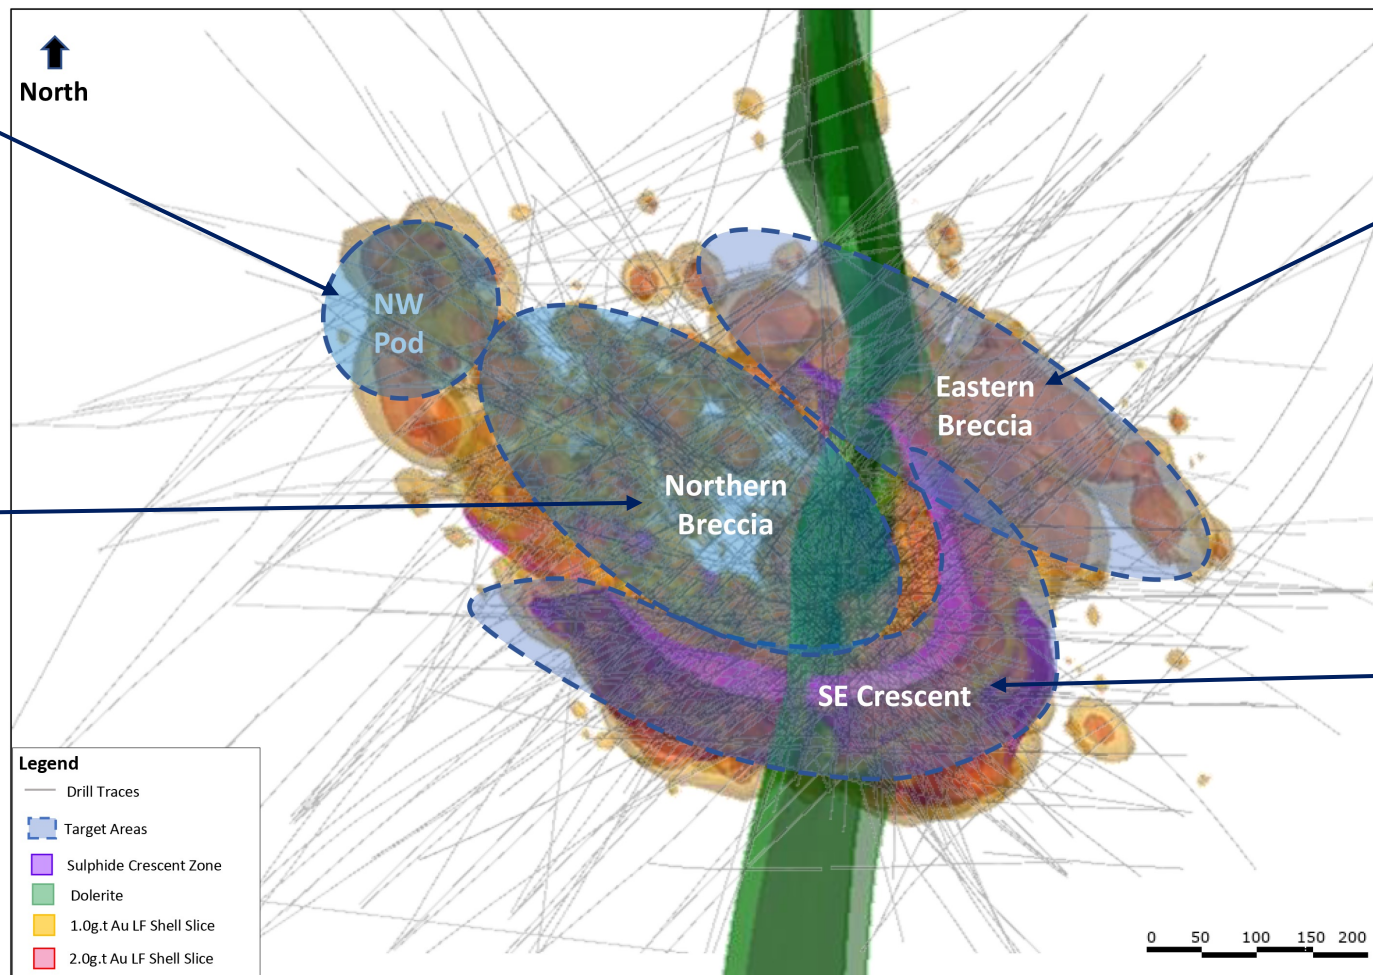 North
NW
Pod
Eastern
Breccia
Northern
Breccia
SE Crescent
Legend
Drill Traces
Target Areas
Sulphide Crescent Zone
Dolerite
1.0g.t Au LF Shell Slice
2.0g.t Au LF Shell Slice
0 50 100 150 200